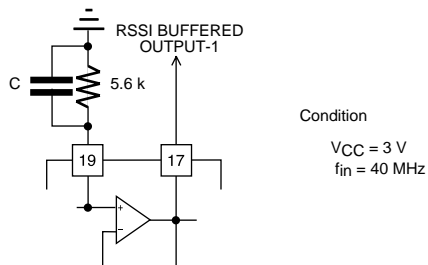 RSSI BUFFERED
OUTPUT-1
C
5.6 k
Condition
19
17
VCC = 3 V
fin = 40 MHz
+
−